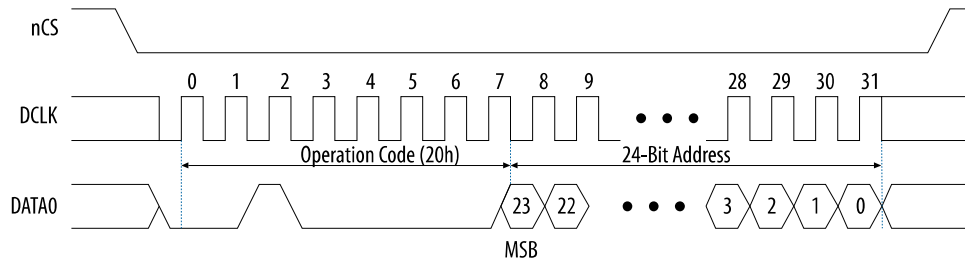 nCS
0 1 2 3 4 5 6 7 8 9 28 29 30 31
DCLK
Operation Code (20h) 24-Bit Address
DATA0 23 22 3 2 1 0
MSB